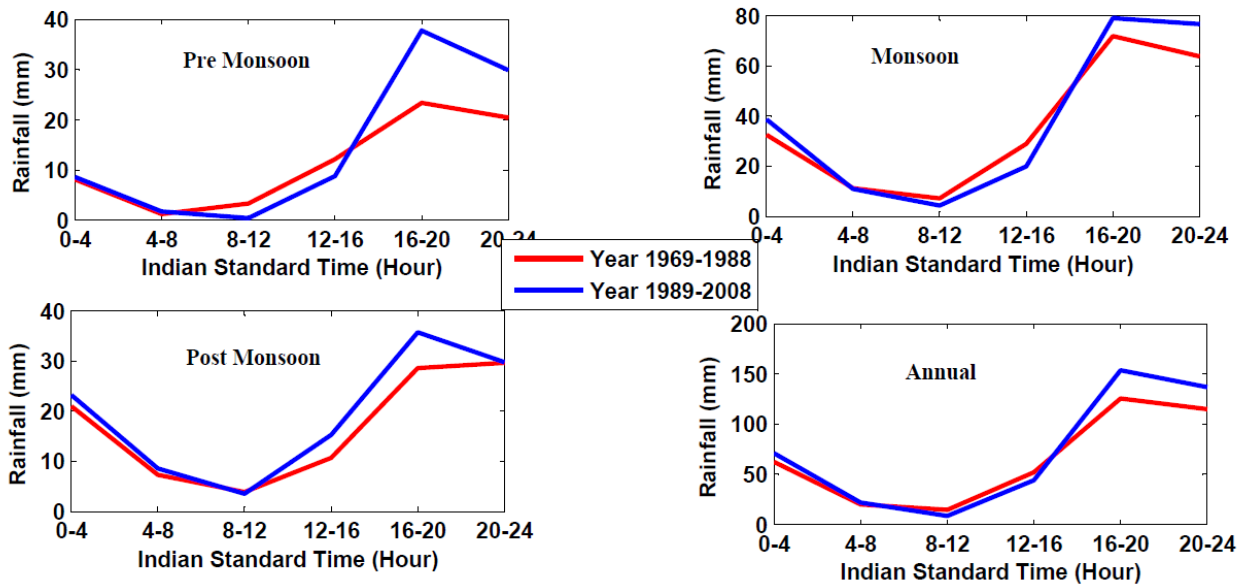 Pre Monsoon
Rainfall (mm)
40
30
20
10
0
0-4 4-8 8-12 12-16 16-20 20-24
Indian Standard Time (Hour)
Monsoon
Rainfall (mm)
80
60
40
20
0
0-4 4-8 8-12 12-16 16-20 20-24
Indian Standard Time (Hour)
Year 1969-1988
Year 1989-2008
Post Monsoon
Rainfall (mm)
40
30
20
10
0
0-4 4-8 8-12 12-16 16-20 20-24
Indian Standard Time (Hour)
Annual
Rainfall (mm)
200
150
100
50
0
0-4 4-8 8-12 12-16 16-20 20-24
Indian Standard Time (Hour)